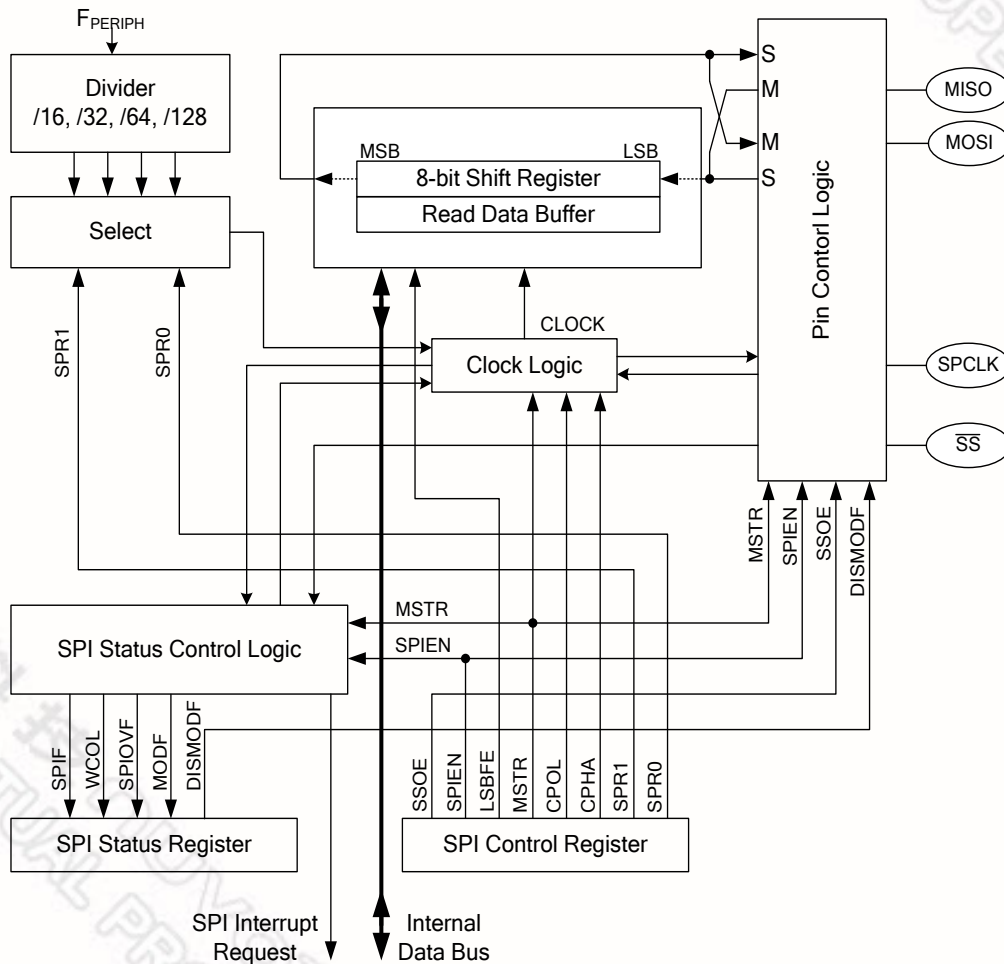 FPERIPH
Divider
/16, /32, /64, /128
Select
SPR1
SPR0
MSB
LSB
8-bit Shift Register
Read Data Buffer
CLOCK
Clock Logic
S
M
M
S
Pin Contorl Logic
MISO
MOSI
SPCLK
SS
MSTR
SPIEN
SSOE
DISMODF
MSTR
SPIEN
SPI Status Control Logic
SPIF
WCOL
SPIOVF
MODF
DISMODF
SPI Status Register
SSOE
SPIEN
LSBFE
MSTR
CPOL
CPHA
SPR1
SPR0
SPI Control Register
SPI Interrupt
Request
Internal
Data Bus